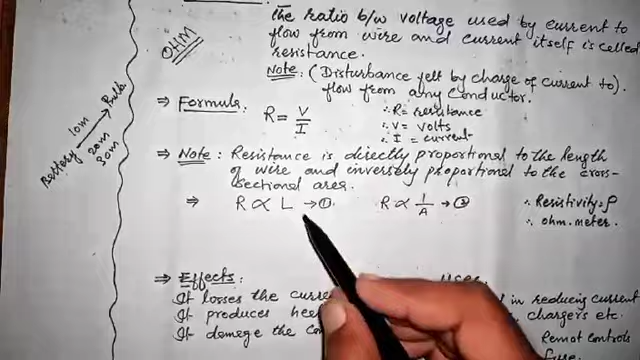 The ratio b/w voltage used by current to
flow from wire and current itself is called
resistance.
OHM
Note: (Disturbance felt by charge of current to).
flow from any conductor.
⇒ Formula: R = V/I
∴ R = resistance
∴ V = volts
∴ I = current
Battery → Bulb
10m
20m
30m
⇒ Note: Resistance is directly proportional to the length
of wire and inversely proportional to the cross-
sectional area.
⇒ R ∝ L → ① R ∝ 1/A → ②
∴ Resistivity = ρ
∴ ohm.meter.
⇒ Effects:
uses.
It losses the curre
d in reducing current
It produces hea
chargers etc.
It damege the co
Remot controls
fuse.